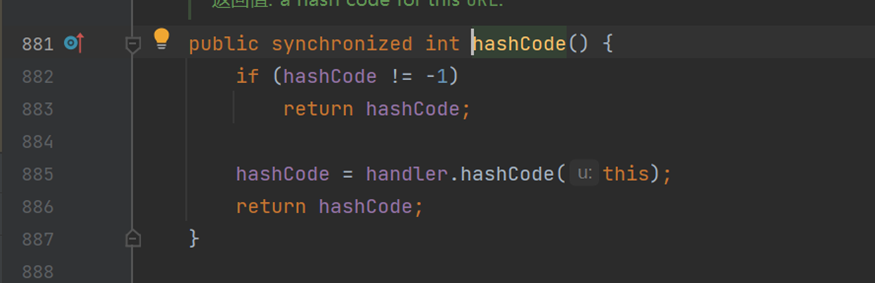 返回值: a hash code for this URL.
881 public synchronized int hashCode() {
882 if (hashCode != -1)
883 return hashCode;
884
885 hashCode = handler.hashCode( u: this);
886 return hashCode;
887 }
888